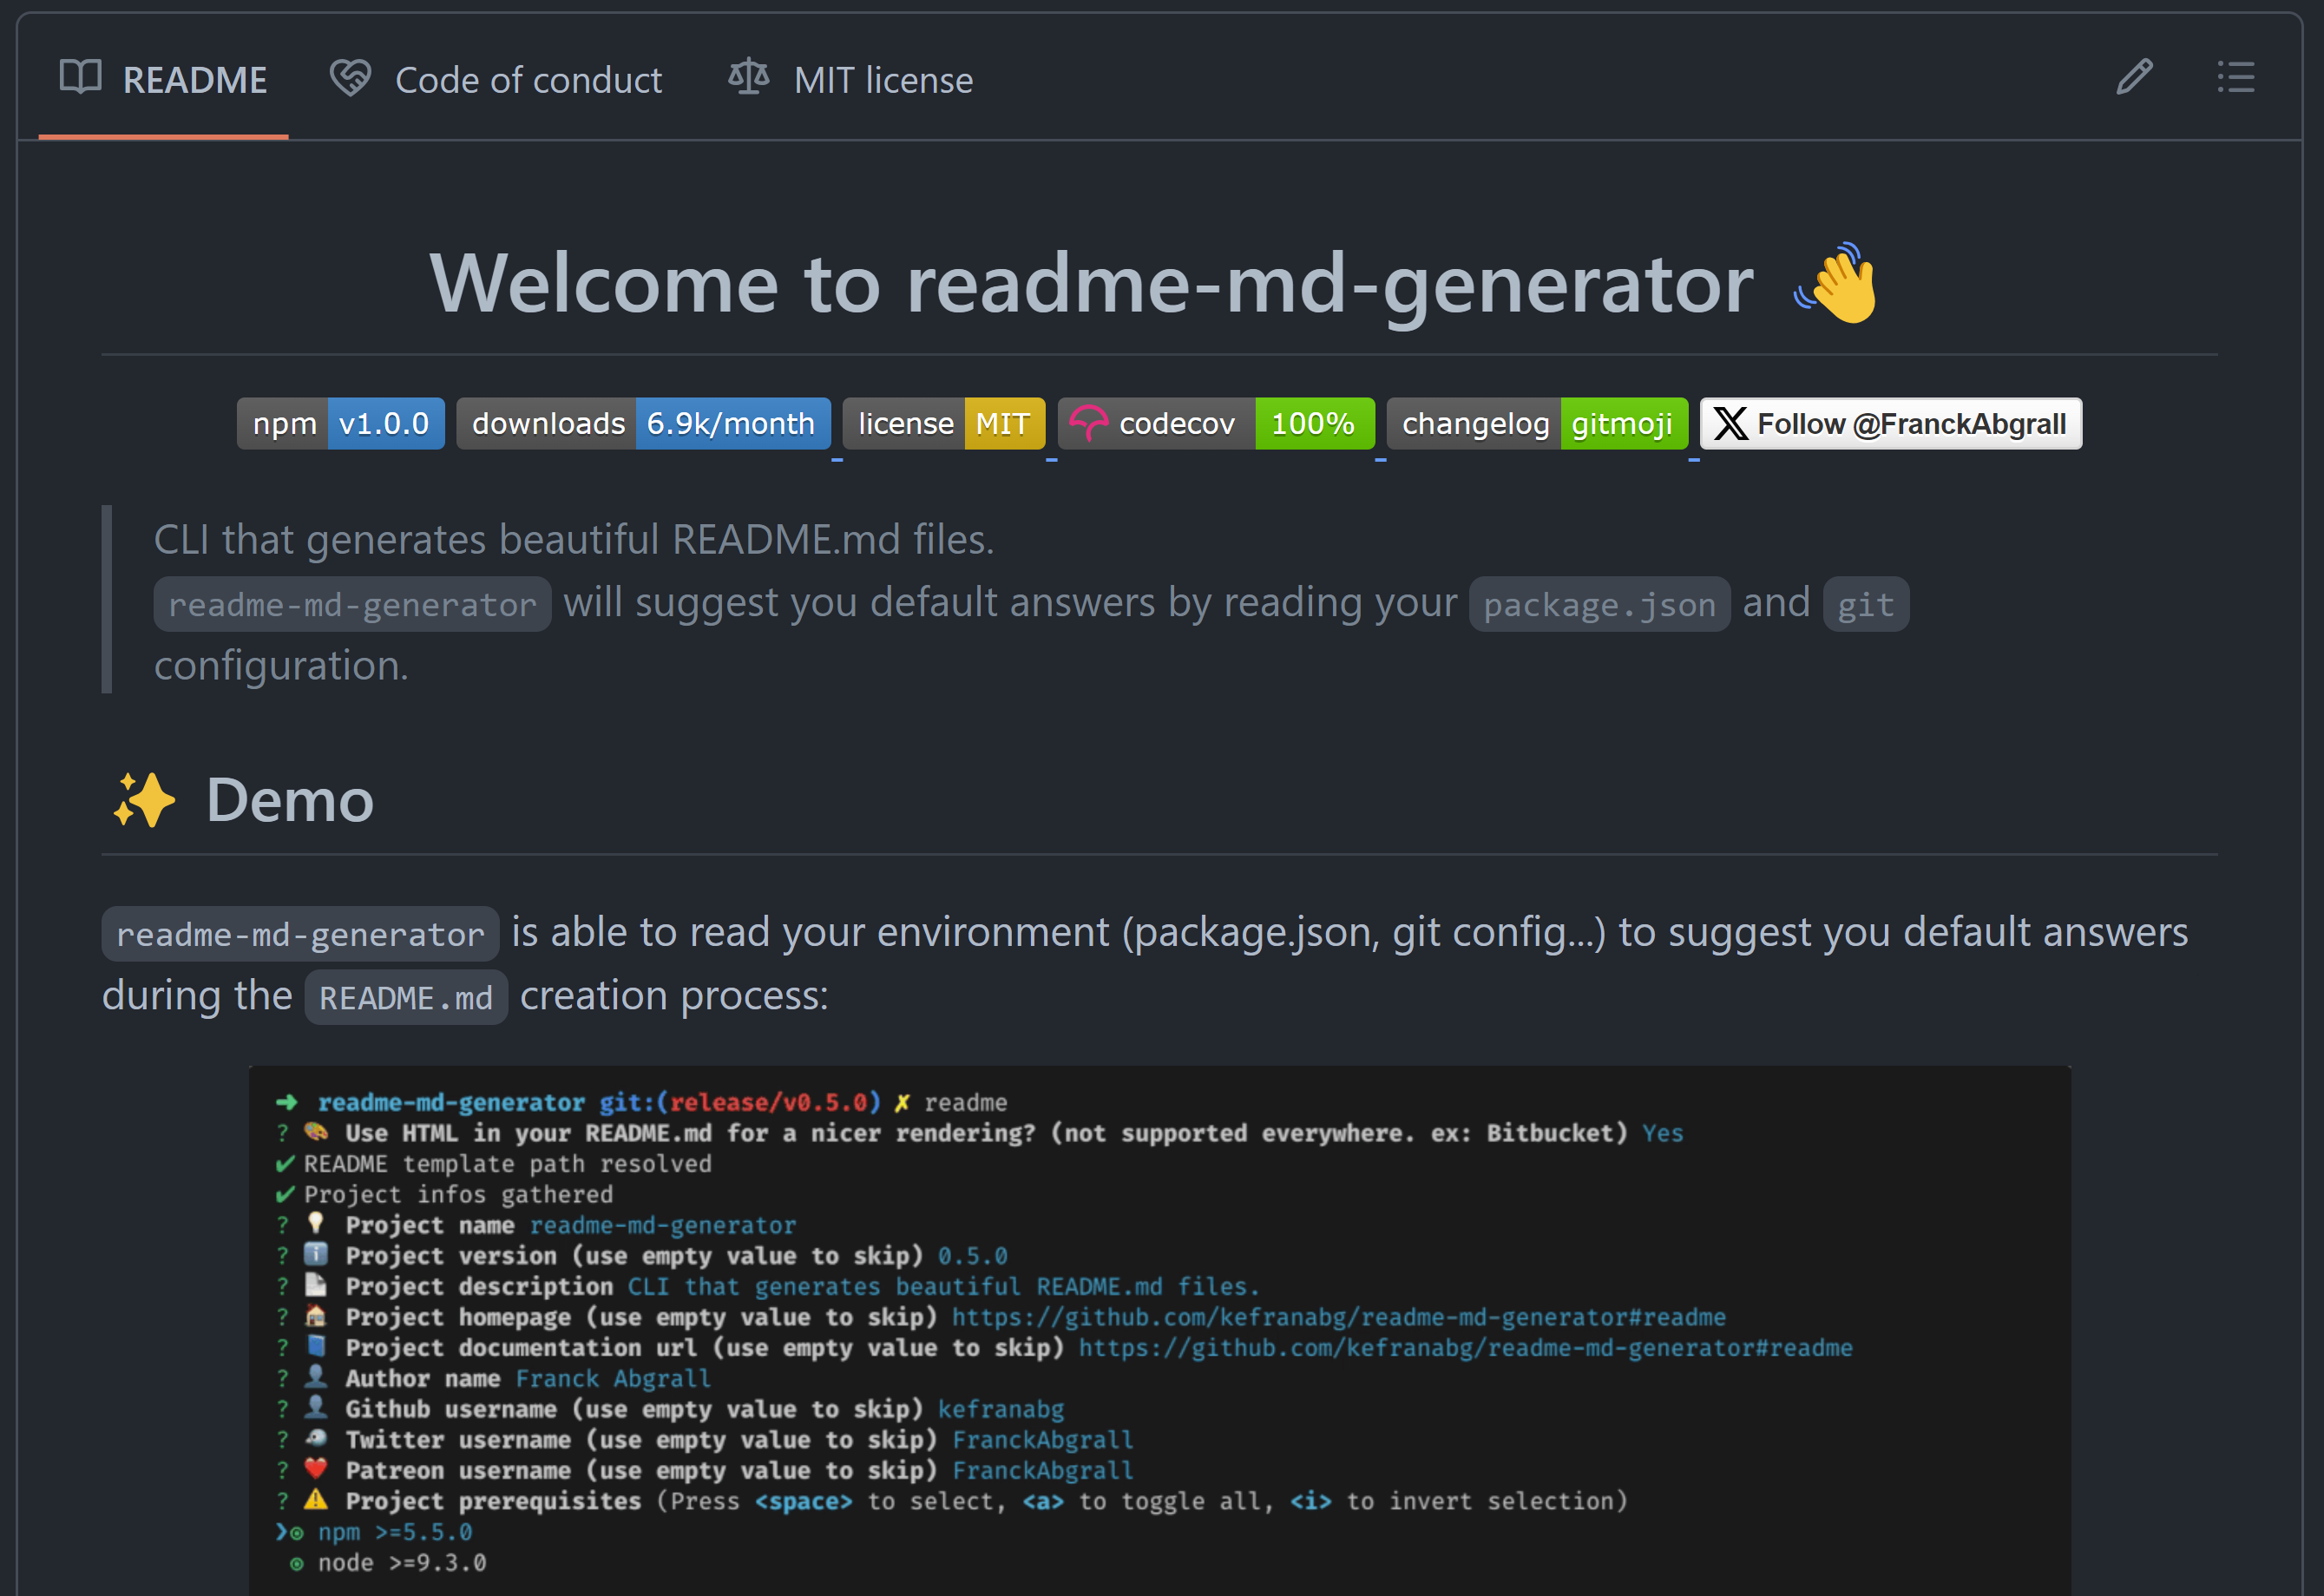 README Code of conduct MIT license
Welcome to readme-md-generator 👋
npm v1.0.0 downloads 6.9k/month license MIT codecov 100% changelog gitmoji Follow @FranckAbgrall
CLI that generates beautiful README.md files.
readme-md-generator will suggest you default answers by reading your package.json and git
configuration.
✨ Demo
readme-md-generator is able to read your environment (package.json, git config...) to suggest you default answers
during the README.md creation process:
➜ readme-md-generator git:(release/v0.5.0) ✗ readme
? 🎨 Use HTML in your README.md for a nicer rendering? (not supported everywhere. ex: Bitbucket) Yes
✔ README template path resolved
✔ Project infos gathered
? 💡 Project name readme-md-generator
? ℹ️ Project version (use empty value to skip) 0.5.0
? 📄 Project description CLI that generates beautiful README.md files.
? 🏠 Project homepage (use empty value to skip) https://github.com/kefranabg/readme-md-generator#readme
? 📘 Project documentation url (use empty value to skip) https://github.com/kefranabg/readme-md-generator#readme
? 👤 Author name Franck Abgrall
? 👤 Github username (use empty value to skip) kefranabg
? 🐦 Twitter username (use empty value to skip) FranckAbgrall
? ❤️ Patreon username (use empty value to skip) FranckAbgrall
? ⚠️ Project prerequisites (Press <space> to select, <a> to toggle all, <i> to invert selection)
❯◉ npm >=5.5.0
◉ node >=9.3.0